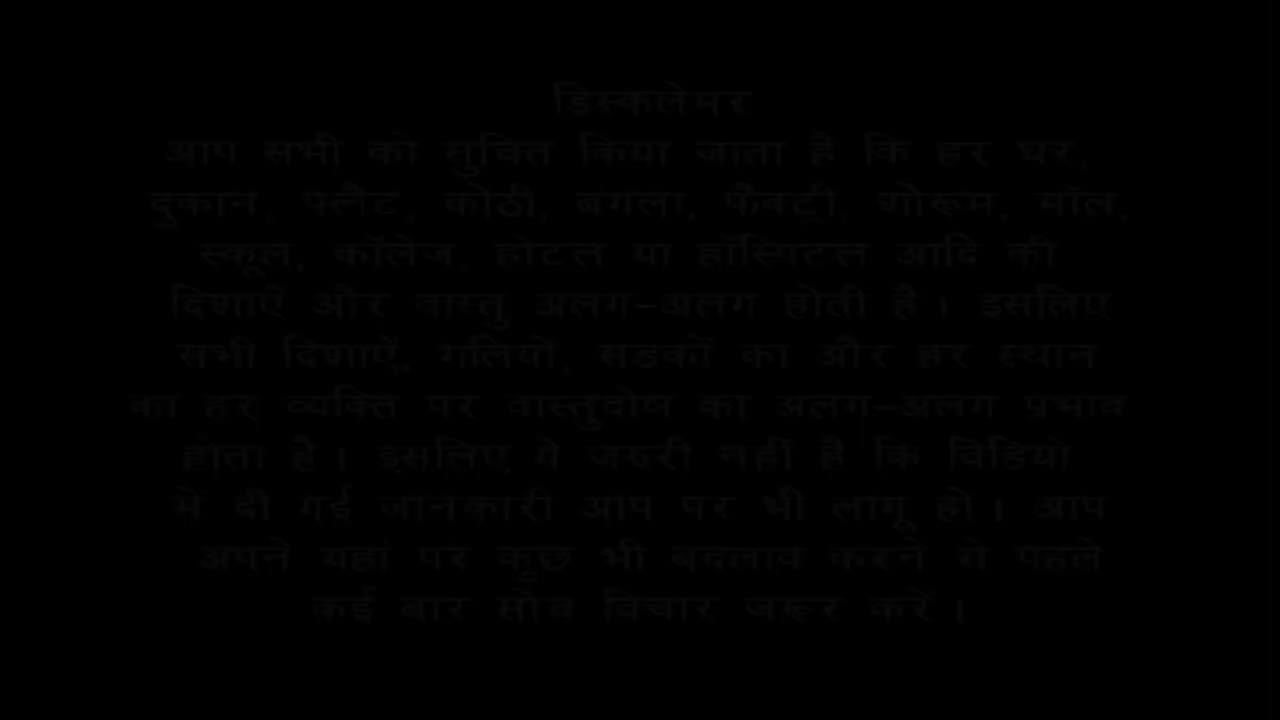 डिस्कलेमर
आप सभी को सुचित किया जाता है कि हर घर,
दुकान, फ्लैट, कोठी, बंगला, फैक्ट्री, शोरूम, मॉल,
स्कूल, कॉलेज, होटल या हॉस्पिटल आदि की
दिशाएँ और वास्तु अलग–अलग होती है। इसलिए
सभी दिशाएँ, गलियों, सडकों का और हर स्थान
का हर व्यक्ति पर वास्तुदोष का अलग–अलग प्रभाव
होता है। इसलिए ये जरुरी नहीं है कि विडियो
में दी गई जानकारी आप पर भी लागू हो। आप
अपने यहां पर कुछ भी बदलाव करने से पहले
कई बार सोच विचार जरूर करें।